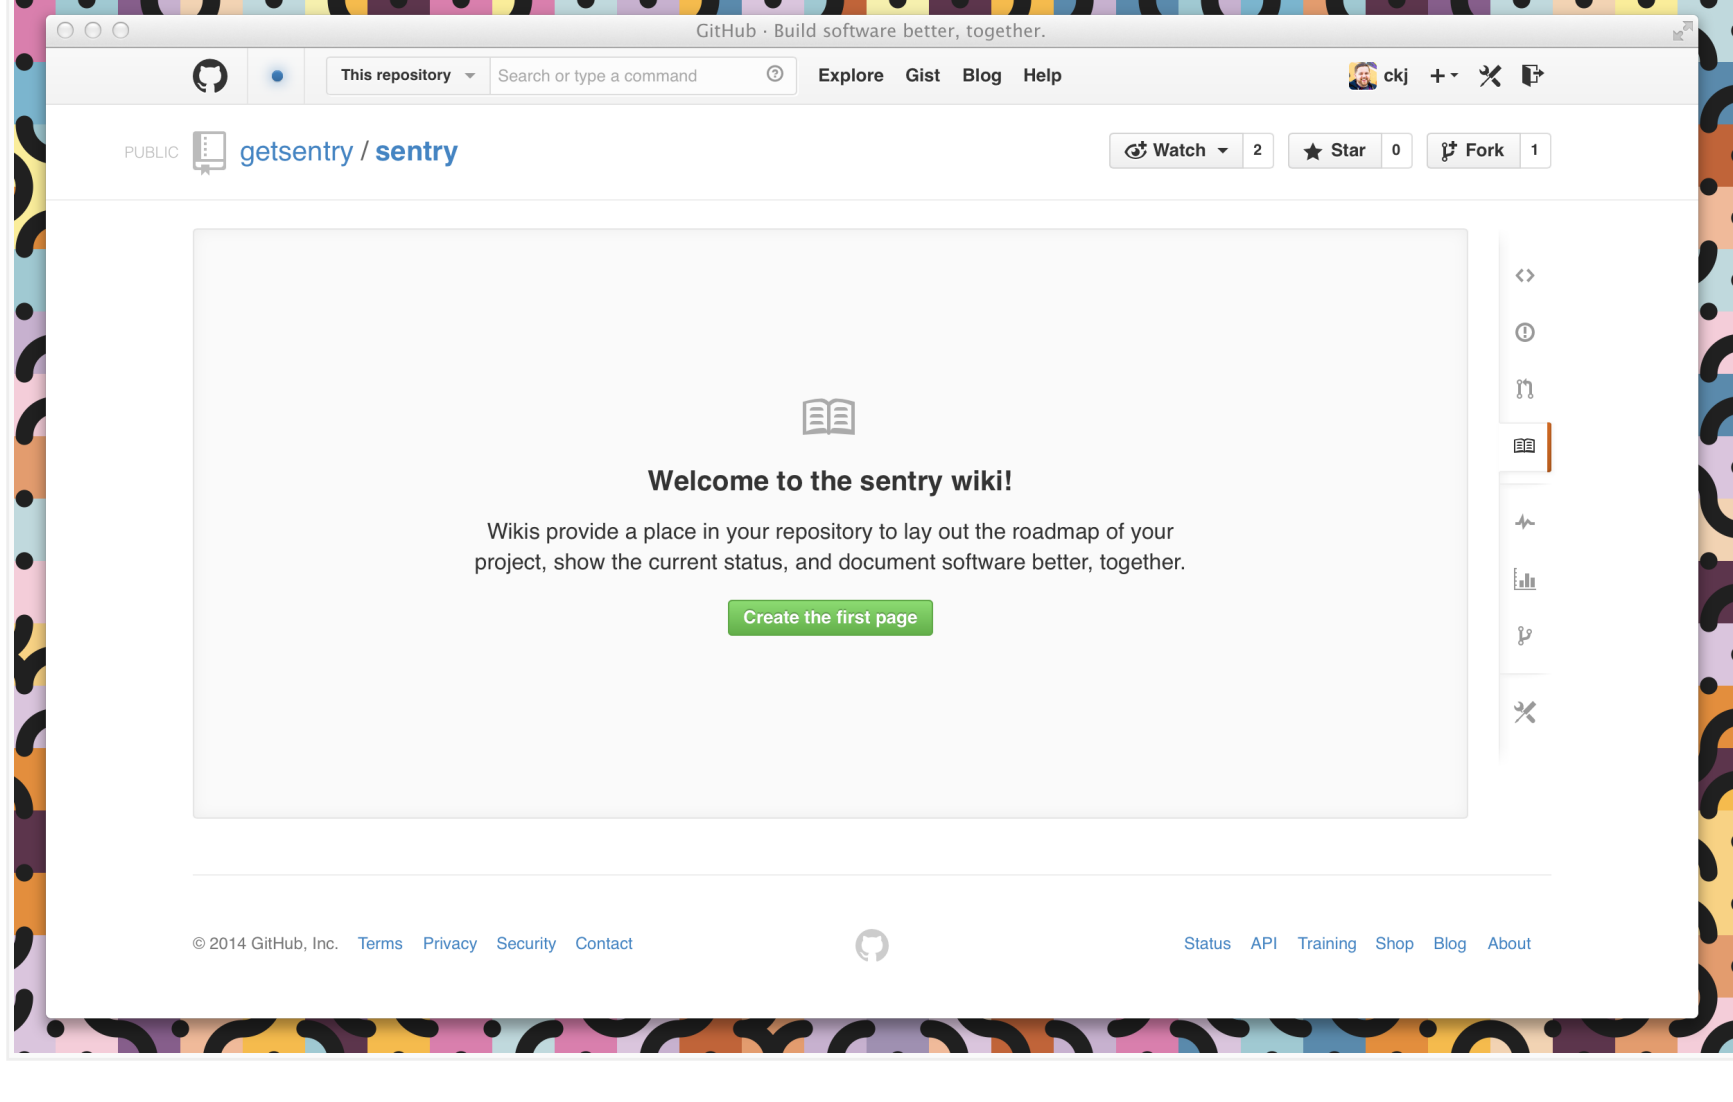 GitHub · Build software better, together.
This repository
Search or type a command
Explore Gist Blog Help
ckj
PUBLIC
getsentry / sentry
Watch 2
Star 0
Fork 1
Welcome to the sentry wiki!
Wikis provide a place in your repository to lay out the roadmap of your
project, show the current status, and document software better, together.
Create the first page
© 2014 GitHub, Inc. Terms Privacy Security Contact
Status API Training Shop Blog About